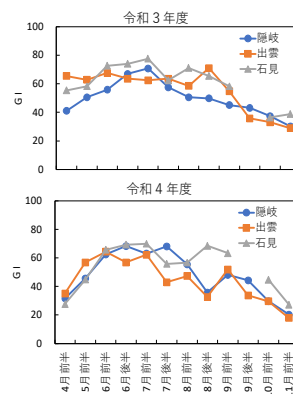 令和３年度
100
80
60
40
20
0
GI
隠岐
出雲
石見
令和４年度
100
80
60
40
20
0
GI
隠岐
出雲
石見
4月前半
5月前半
6月前半
6月後半
7月前半
7月後半
8月前半
8月後半
9月前半
9月後半
10月前半
11月前半